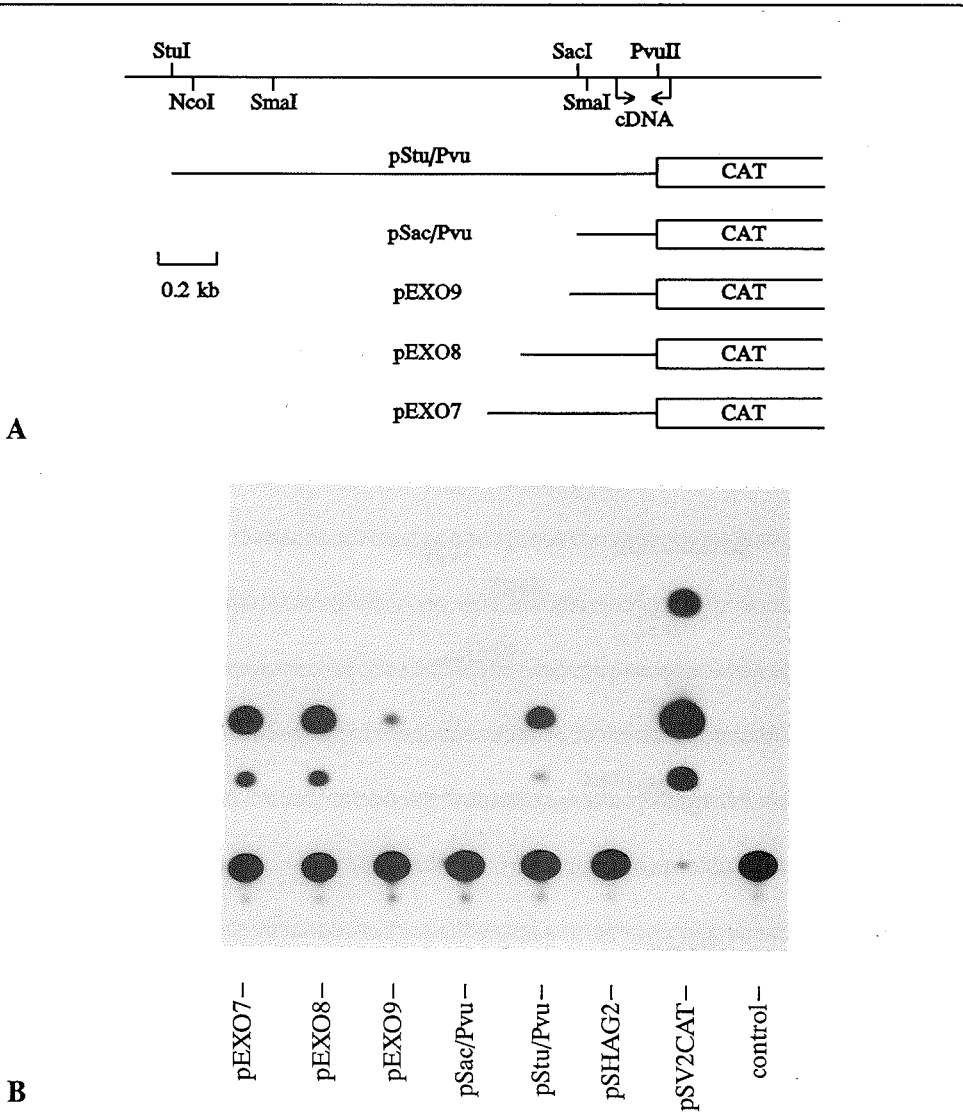 StuI SacI PvuII
NcoI SmaI SmaI
cDNA
pStu/Pvu
CAT
pSac/Pvu CAT
0.2 kb
pEXO9 CAT
pEXO8 CAT
pEXO7 CAT
A
pEXO7–
pEXO8–
pEXO9–
pSac/Pvu–
pStu/Pvu–
pSHAG2–
pSV2CAT–
control–
B